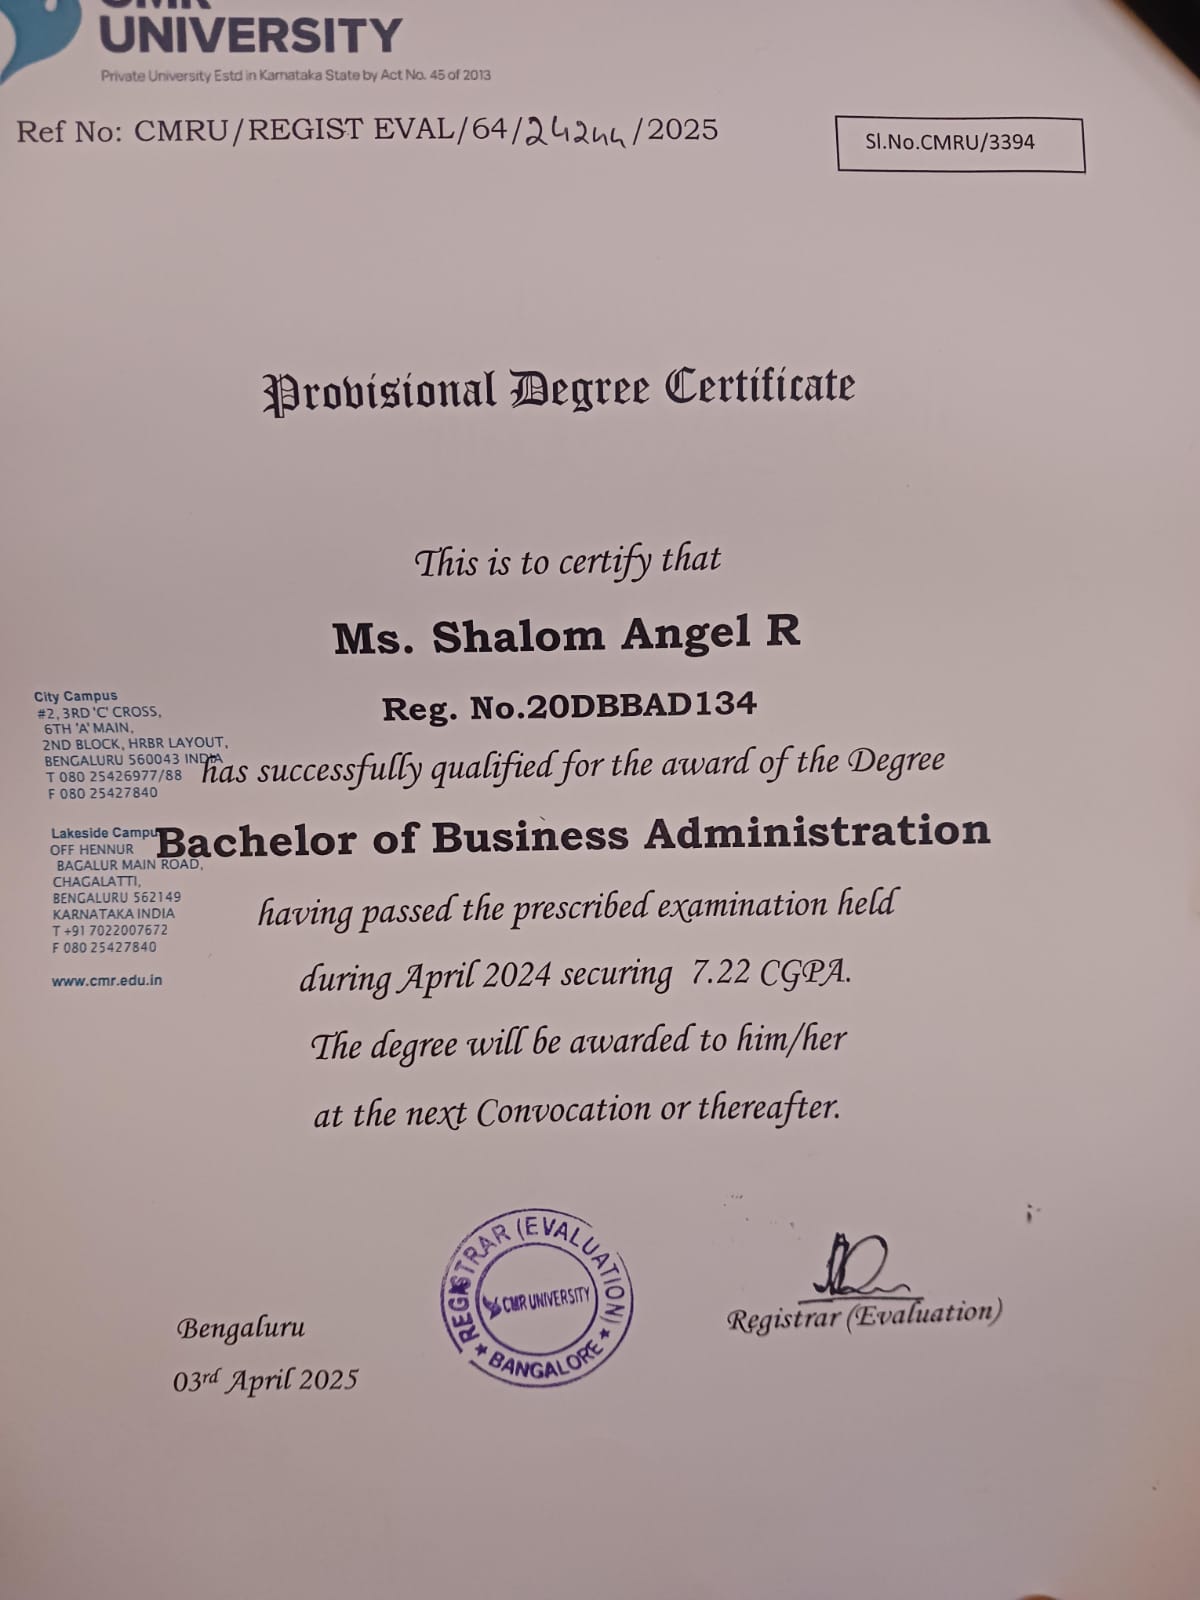 CMR
UNIVERSITY
Private University Estd in Karnataka State by Act No. 45 of 2013
Ref No: CMRU/REGIST EVAL/64/24244/2025
Sl.No.CMRU/3394
Provisional Degree Certificate
This is to certify that
Ms. Shalom Angel R
Reg. No.20DBBAD134
has successfully qualified for the award of the Degree
Bachelor of Business Administration
having passed the prescribed examination held
during April 2024 securing 7.22 CGPA.
The degree will be awarded to him/her
at the next Convocation or thereafter.
City Campus
#2, 3RD 'C' CROSS,
6TH 'A' MAIN,
2ND BLOCK, HRBR LAYOUT,
BENGALURU 560043 INDIA
T 080 25426977/88
F 080 25427840
Lakeside Campu
OFF HENNUR
BAGALUR MAIN ROAD,
CHAGALATTI,
BENGALURU 562149
KARNATAKA INDIA
T +91 7022007672
F 080 25427840
www.cmr.edu.in
REGISTRAR (EVALUATION)
CMR UNIVERSITY
★ BANGALORE ★
Registrar (Evaluation)
Bengaluru
03rd April 2025